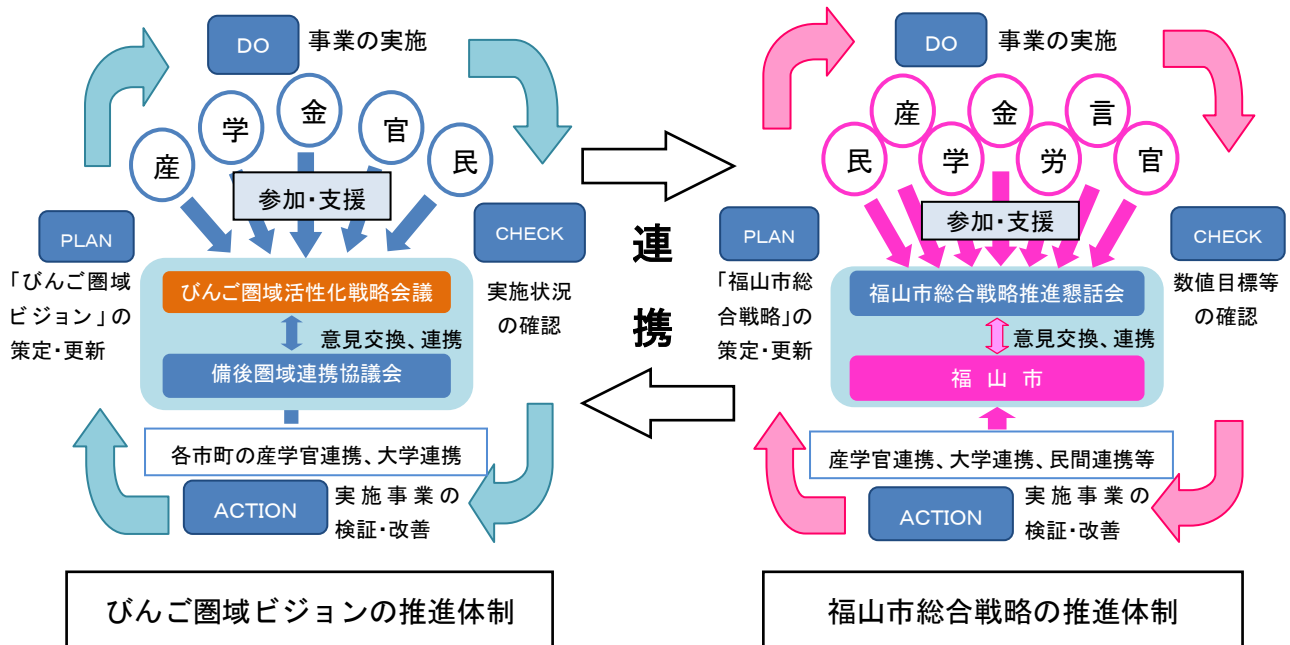 DO
事業の実施
産
学
金
官
民
参加・支援
PLAN
「びんご圏域
ビジョン」の
策定・更新
CHECK
実施状況
の確認
びんご圏域活性化戦略会議
意見交換、連携
備後圏域連携協議会
各市町の産学官連携、大学連携
ACTION
実施事業の
検証・改善
びんご圏域ビジョンの推進体制
連
携
DO
事業の実施
民
産
学
金
労
言
官
参加・支援
PLAN
「福山市総
合戦略」の
策定・更新
CHECK
数値目標等
の確認
福山市総合戦略推進懇話会
意見交換、連携
福山市
産学官連携、大学連携、民間連携等
ACTION
実施事業の
検証・改善
福山市総合戦略の推進体制